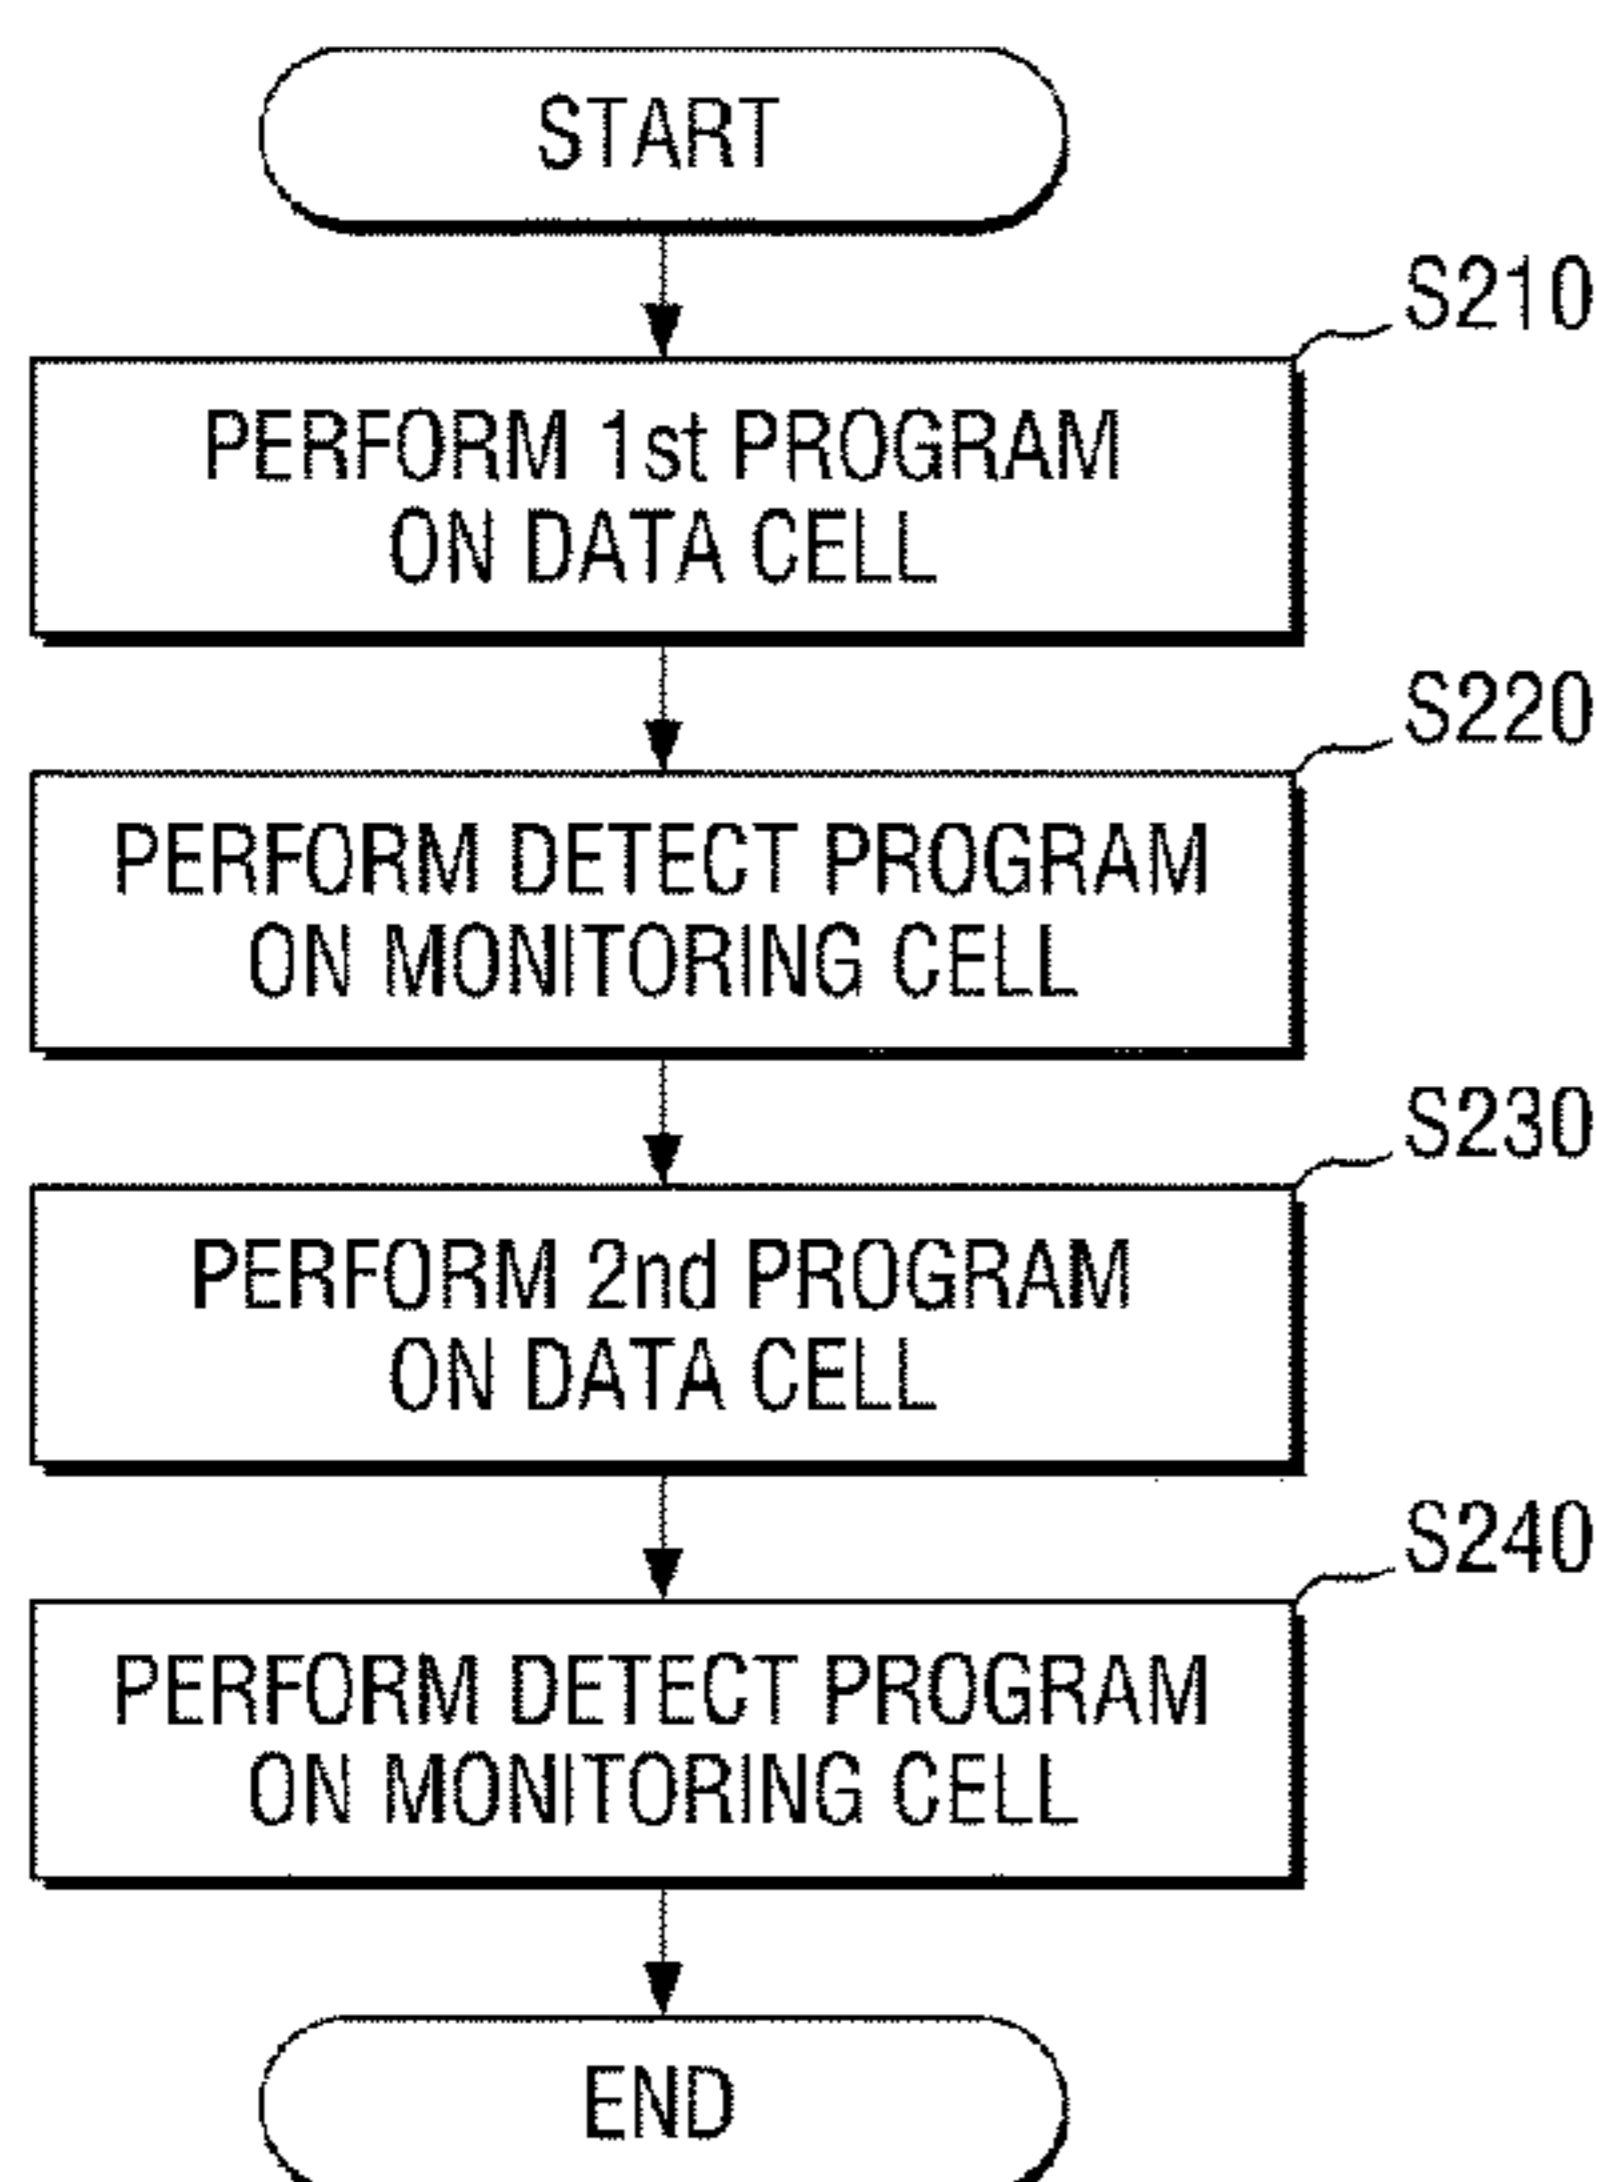 START
S210
PERFORM 1st PROGRAM
ON DATA CELL
S220
PERFORM DETECT PROGRAM
ON MONITORING CELL
S230
PERFORM 2nd PROGRAM
ON DATA CELL
S240
PERFORM DETECT PROGRAM
ON MONITORING CELL
END